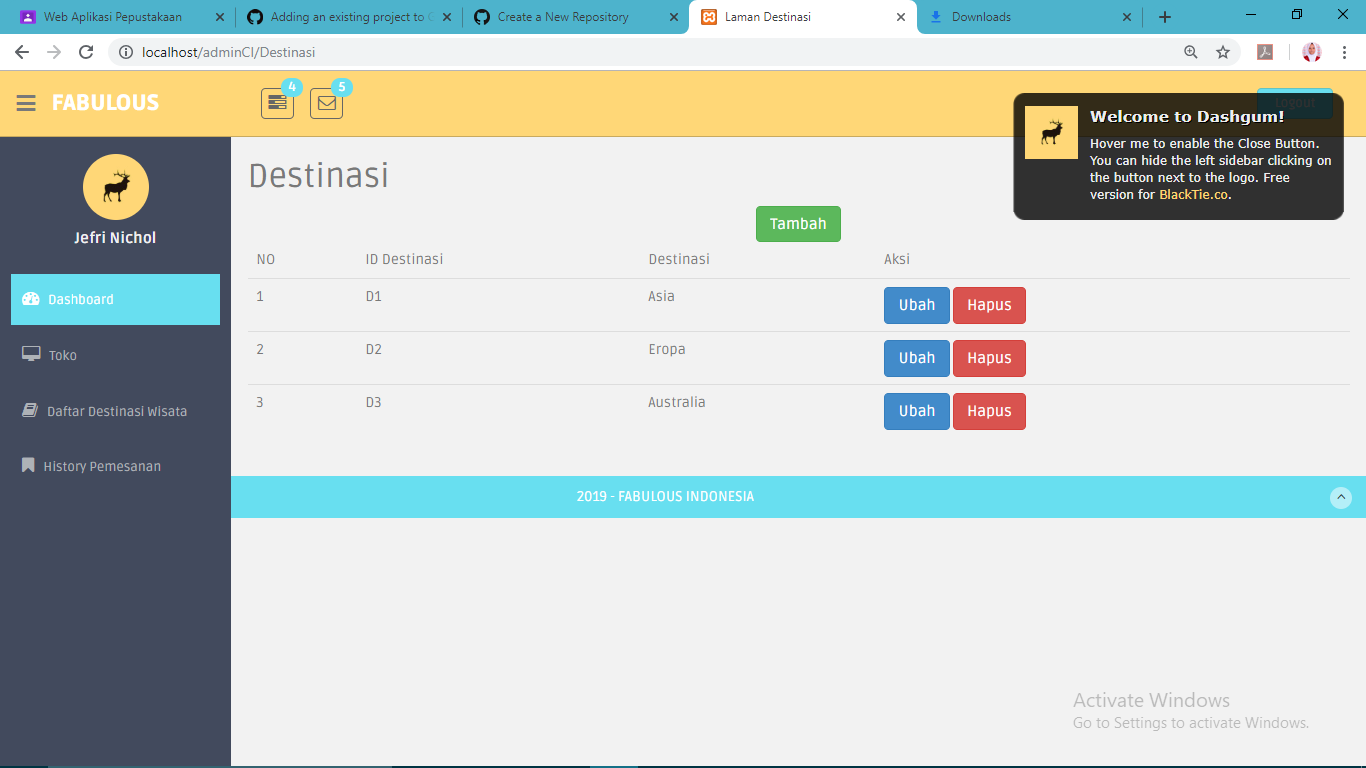 Web Aplikasi Pepustakaan
Adding an existing project to G
Create a New Repository
Laman Destinasi
Downloads
localhost/adminCI/Destinasi
FABULOUS
4
5
Logout
Welcome to Dashgum!
Hover me to enable the Close Button.
You can hide the left sidebar clicking on
the button next to the logo. Free
version for BlackTie.co.
Jefri Nichol
Dashboard
Toko
Daftar Destinasi Wisata
History Pemesanan
Destinasi
Tambah
NO ID Destinasi Destinasi Aksi
1 D1 Asia Ubah Hapus
2 D2 Eropa Ubah Hapus
3 D3 Australia Ubah Hapus
2019 - FABULOUS INDONESIA
Activate Windows
Go to Settings to activate Windows.